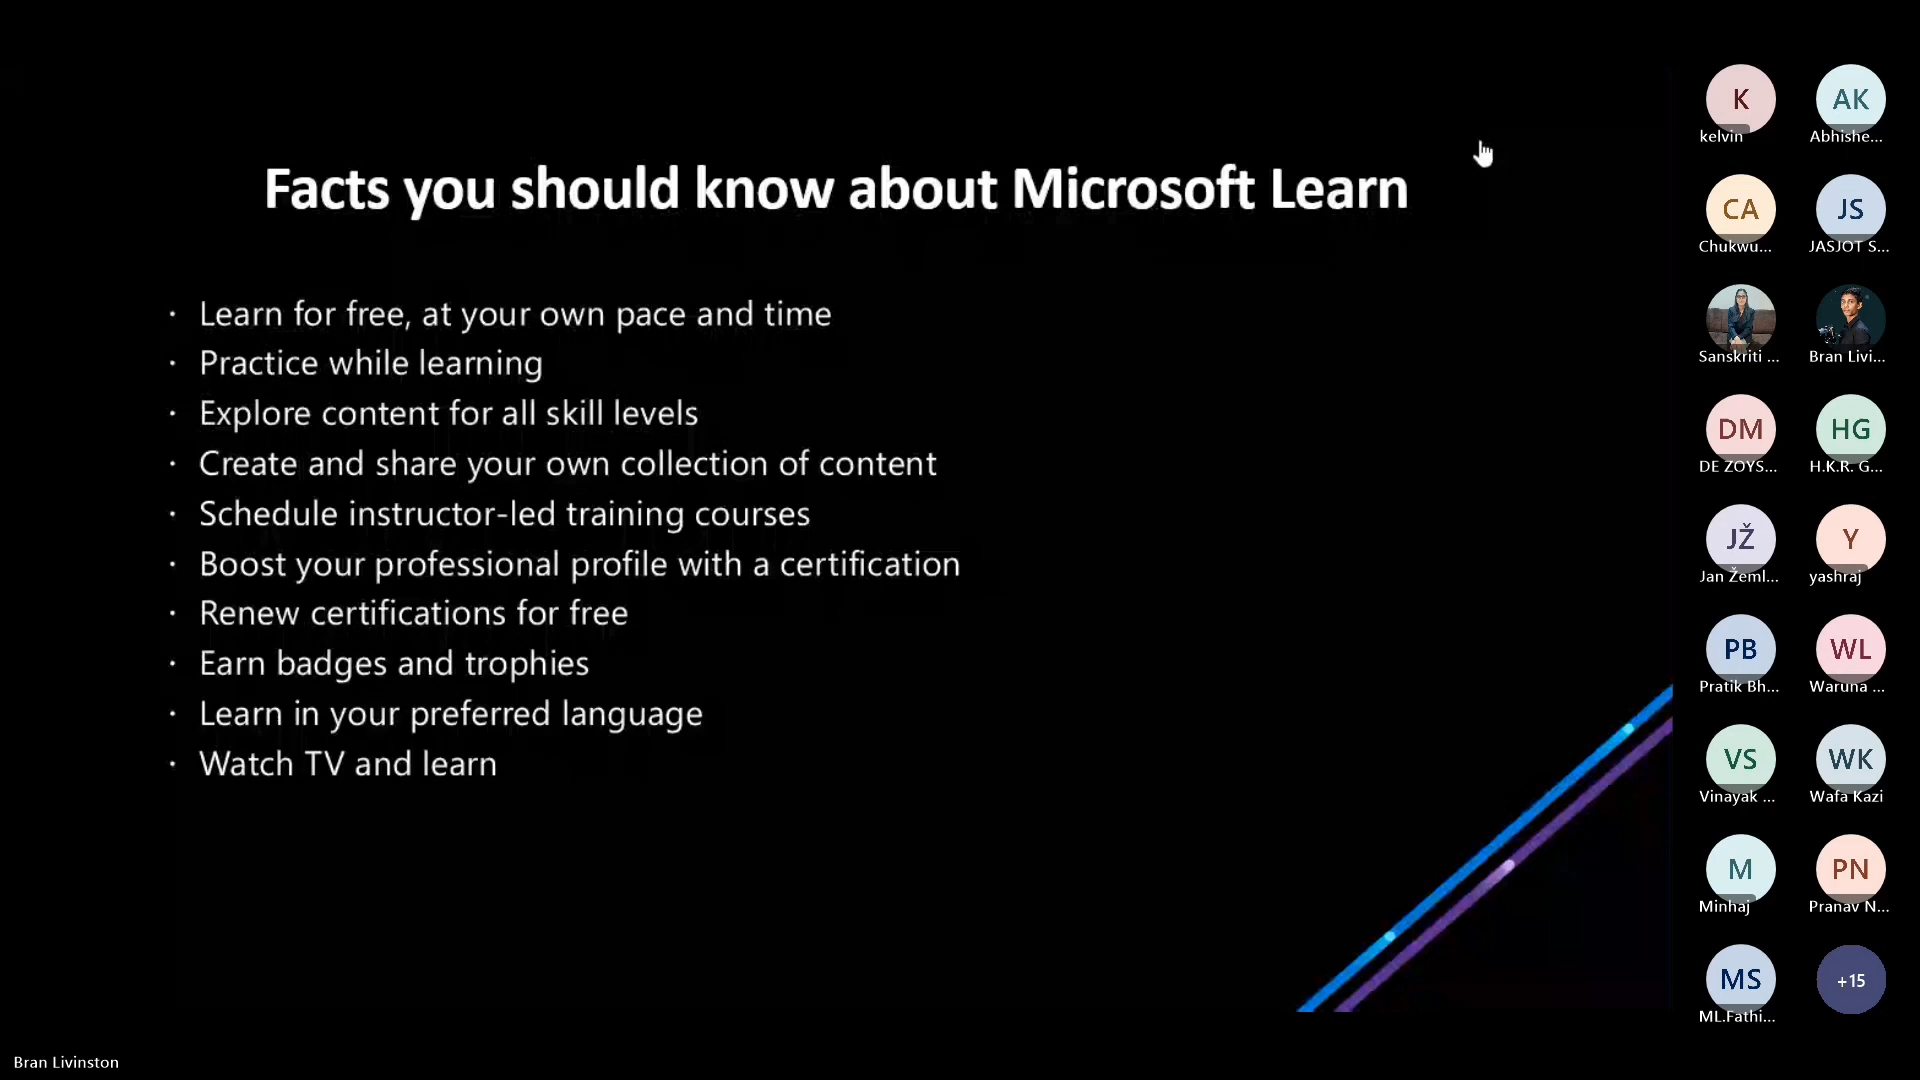 Facts you should know about Microsoft Learn
· Learn for free, at your own pace and time
· Practice while learning
· Explore content for all skill levels
· Create and share your own collection of content
· Schedule instructor-led training courses
· Boost your professional profile with a certification
· Renew certifications for free
· Earn badges and trophies
· Learn in your preferred language
· Watch TV and learn
K
kelvin
AK
Abhishe...
CA
Chukwu...
JS
JASJOT S...
Sanskriti ...
Bran Livi...
DM
DE ZOYS...
HG
H.K.R. G...
JŽ
Jan Žeml...
Y
yashraj
PB
Pratik Bh...
WL
Waruna ...
VS
Vinayak ...
WK
Wafa Kazi
M
Minhaj
PN
Pranav N...
MS
ML.Fathi...
+15
Bran Livinston